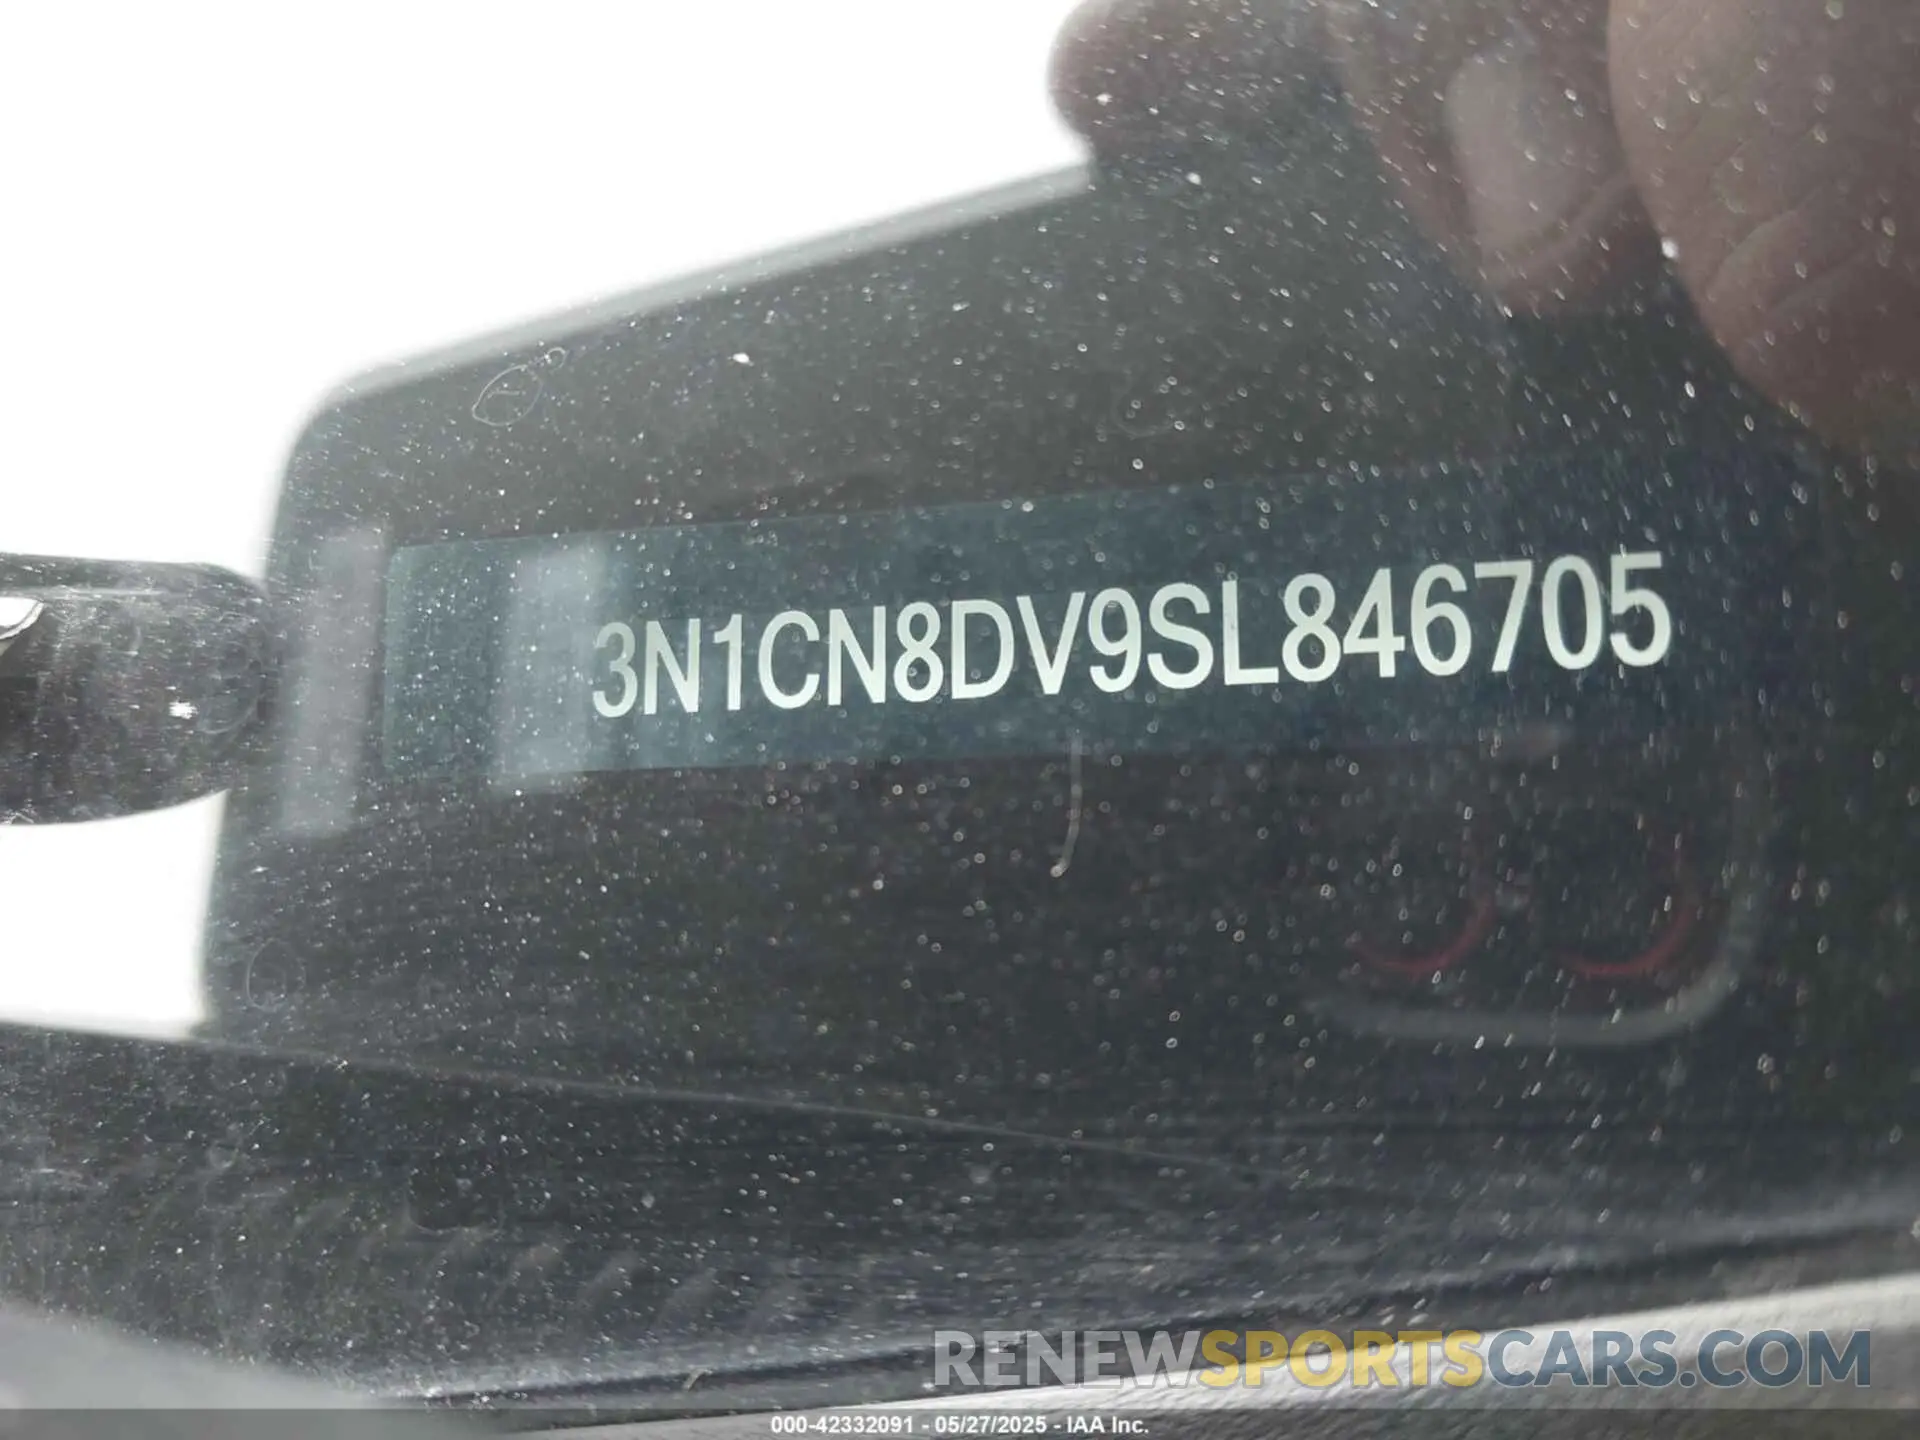 3N1CN8DV9SL846705
RENEWSPORTSCARS.COM
000-42332091 - 05/27/2025 - IAA Inc.